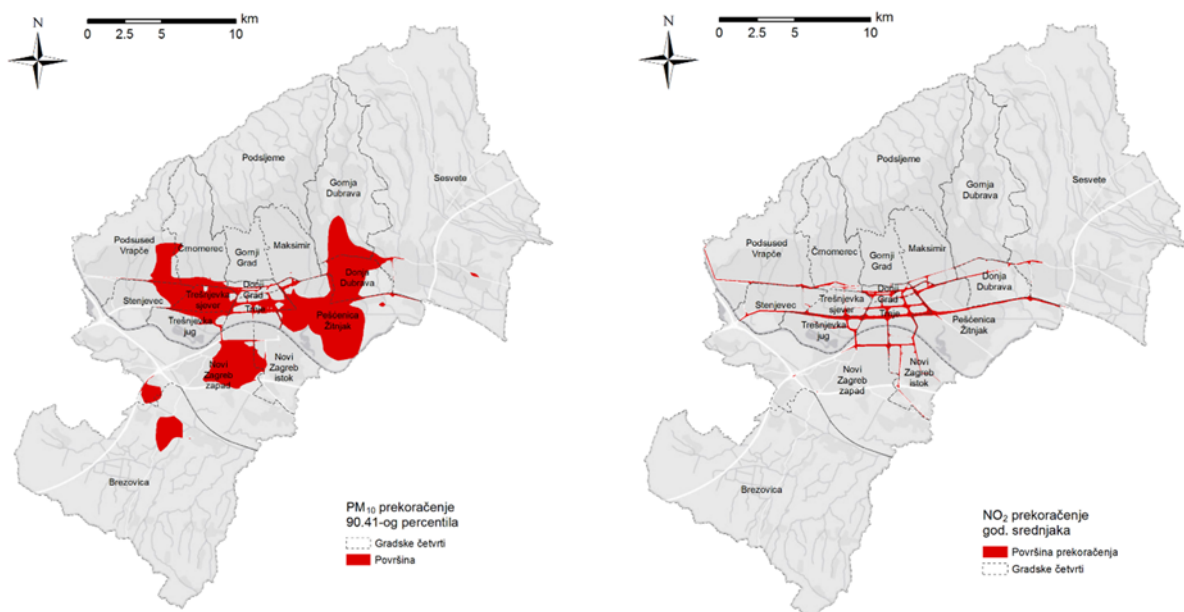 N
km
0 2.5 5 10
Podsljeme
Sesvete
Gornja
Dubrava
Podsused
Vrapče
Črnomerec
Gornji
Grad
Maksimir
Donji
Grad
Donja
Dubrava
Stenjevec
Trešnjevka
sjever
Trnje
Peščenica
Žitnjak
Trešnjevka
jug
Novi
Zagreb
zapad
Novi
Zagreb
istok
Brezovica
PM₁₀ prekoračenje
90.41-og percentila
Gradske četvrti
Površina
N
km
0 2.5 5 10
Podsljeme
Sesvete
Gornja
Dubrava
Podsused
Vrapče
Črnomerec
Gornji
Grad
Maksimir
Donji
Grad
Donja
Dubrava
Stenjevec
Trešnjevka
sjever
Trnje
Peščenica
Žitnjak
Trešnjevka
jug
Novi
Zagreb
zapad
Novi
Zagreb
istok
Brezovica
NO₂ prekoračenje
god. srednjaka
Površina prekoračenja
Gradske četvrti